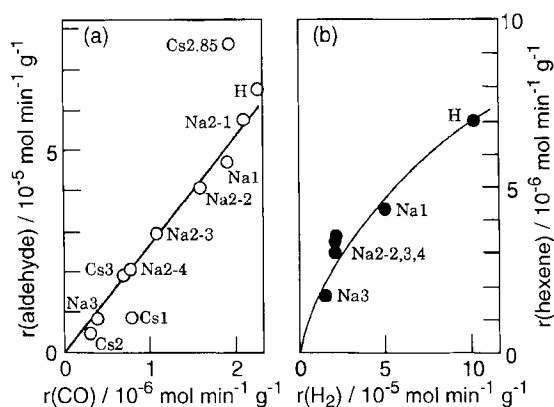 (a)
Cs2.85
H
Na2-1
Na1
Na2-2
Na2-3
Cs3
Na2-4
Na3
Cs1
Cs2
5
0
0
1
2
r(aldehyde) / 10⁻⁵ mol min⁻¹ g⁻¹
r(CO) / 10⁻⁶ mol min⁻¹ g⁻¹
(b)
H
Na1
Na2-2,3,4
Na3
10
5
0
0
5
10
r(hexene) / 10⁻⁶ mol min⁻¹ g⁻¹
r(H₂) / 10⁻⁵ mol min⁻¹ g⁻¹